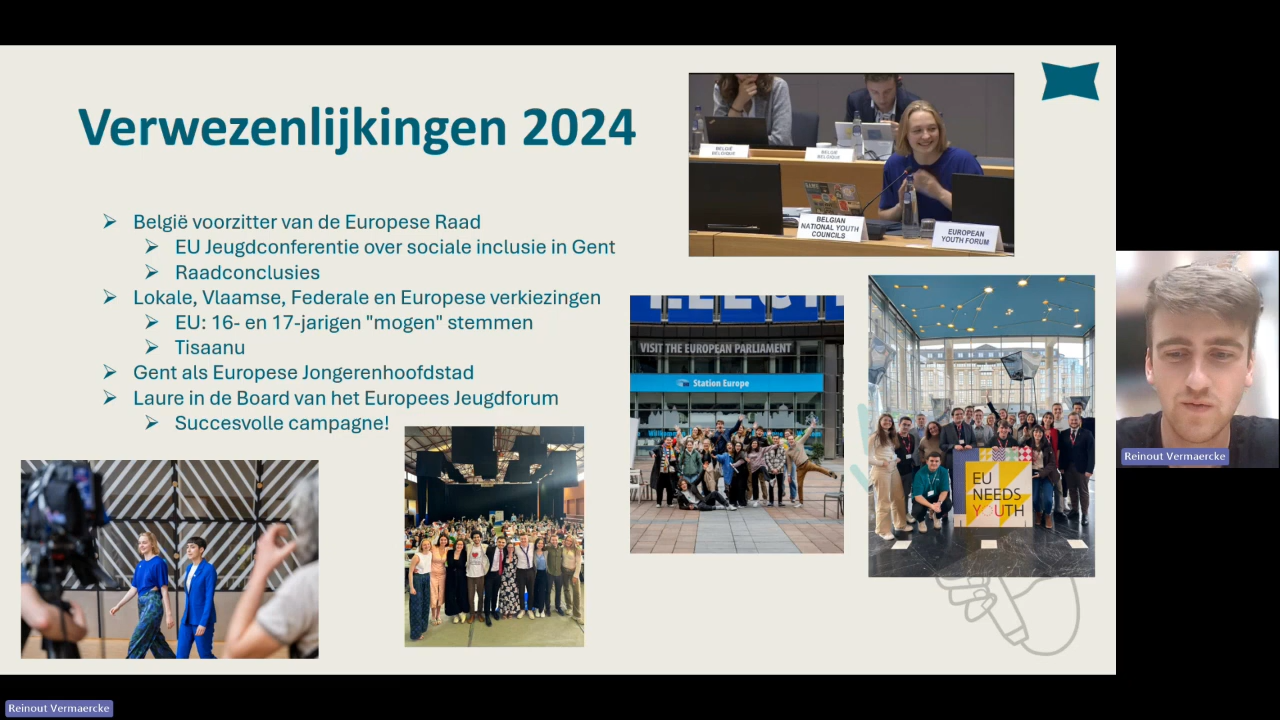 Verwezenlijkingen 2024
België voorzitter van de Europese Raad
EU Jeugdconferentie over sociale inclusie in Gent
Raadconclusies
Lokale, Vlaamse, Federale en Europese verkiezingen
EU: 16- en 17-jarigen "mogen" stemmen
Tisaanu
Gent als Europese Jongerenhoofdstad
Laure in de Board van het Europees Jeugdforum
Succesvolle campagne!
BELGIË
BELGIQUE
BELGIË
BELGIQUE
BELGIAN
NATIONAL YOUTH
COUNCILS
EUROPEAN
YOUTH FORUM
VISIT THE EUROPEAN PARLIAMENT
Station Europe
EU
NEEDS
YOUTH
Reinout Vermaercke
Reinout Vermaercke